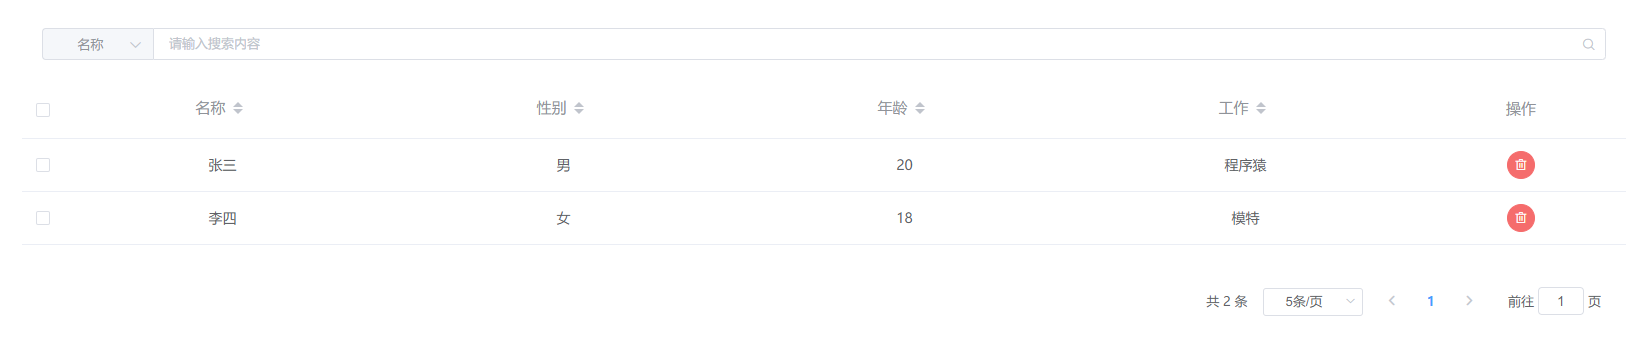 名称 请输入搜索内容
名称 性别 年龄 工作 操作
张三 男 20 程序猿
李四 女 18 模特
共 2 条 5条/页 1 前往 1 页